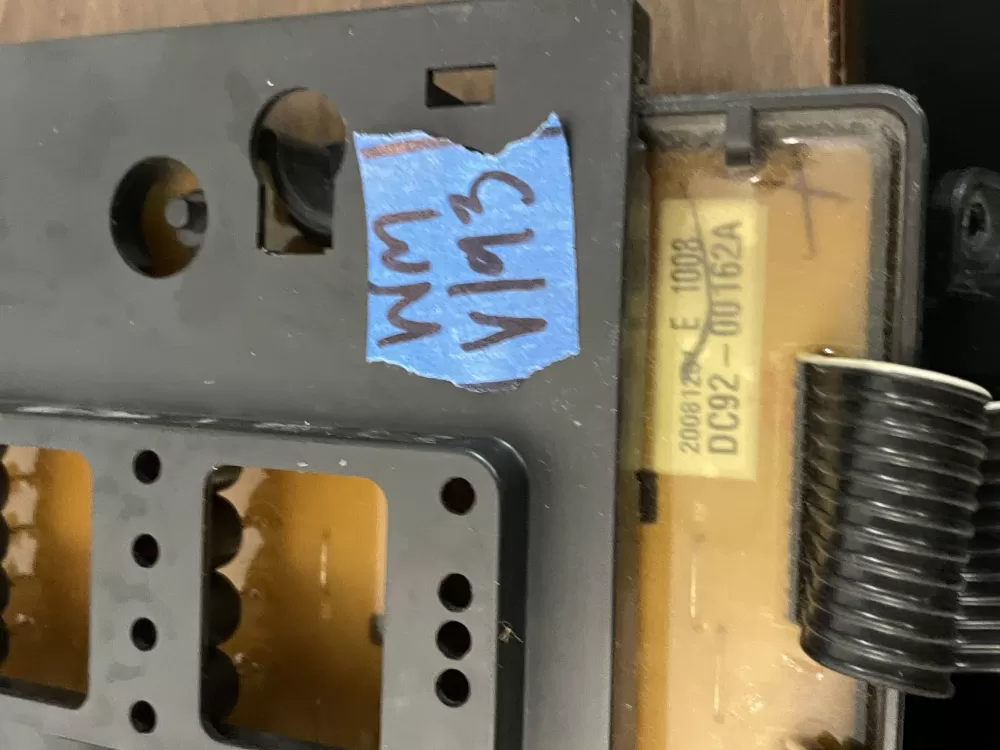 WM
V193
E 1008
DC92-00162A